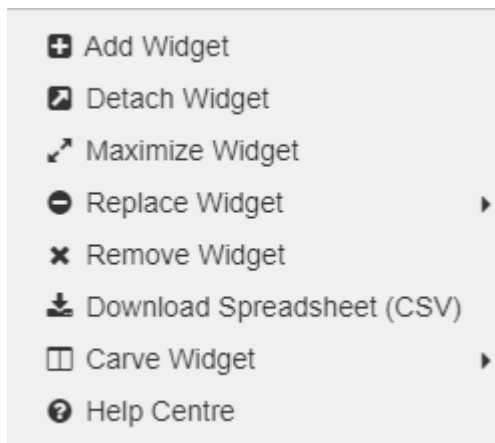 Add Widget
Detach Widget
Maximize Widget
Replace Widget
Remove Widget
Download Spreadsheet (CSV)
Carve Widget
Help Centre